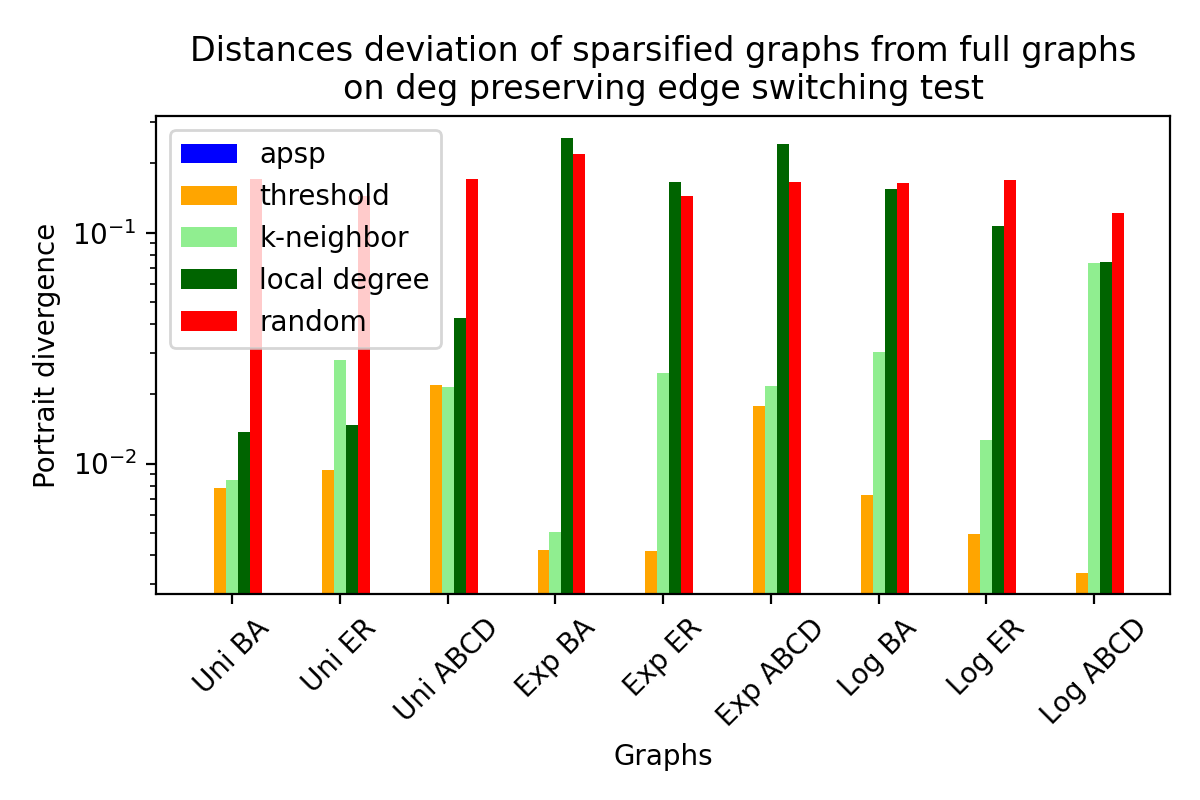 Distances deviation of sparsified graphs from full graphs
on deg preserving edge switching test
apsp
threshold
k-neighbor
local degree
random
Portrait divergence
10⁻¹
10⁻²
Uni BA
Uni ER
Uni ABCD
Exp BA
Exp ER
Exp ABCD
Log BA
Log ER
Log ABCD
Graphs